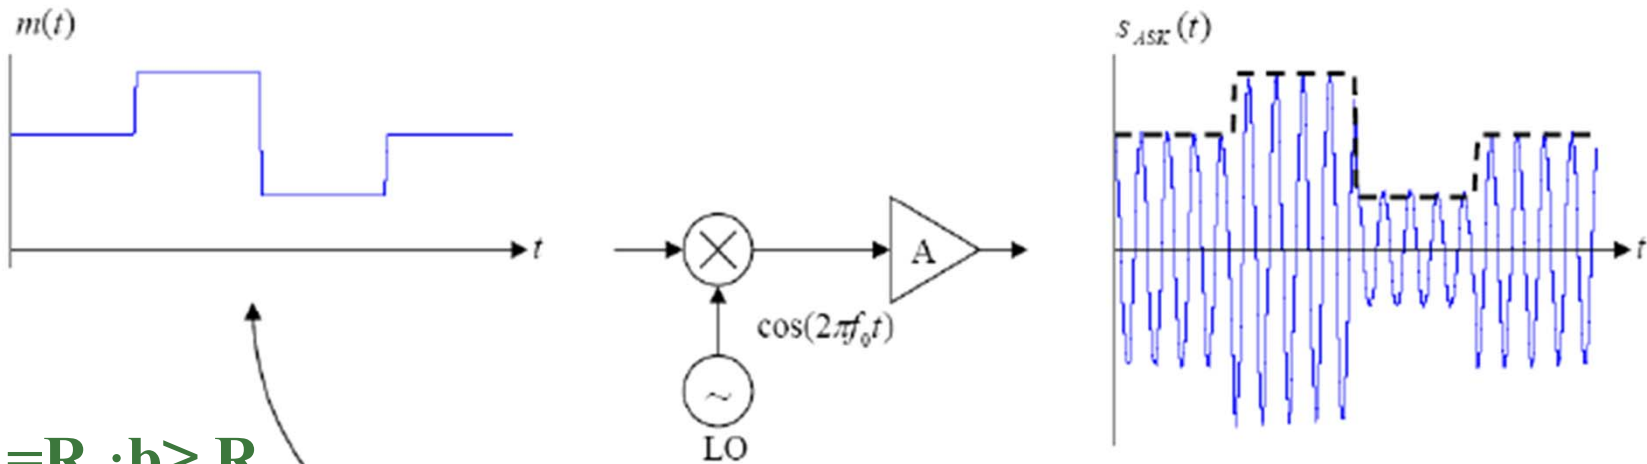 m(t)
s_ASK(t)
t
A
t
cos(2πf₀t)
~
LO
=R :b≥ R